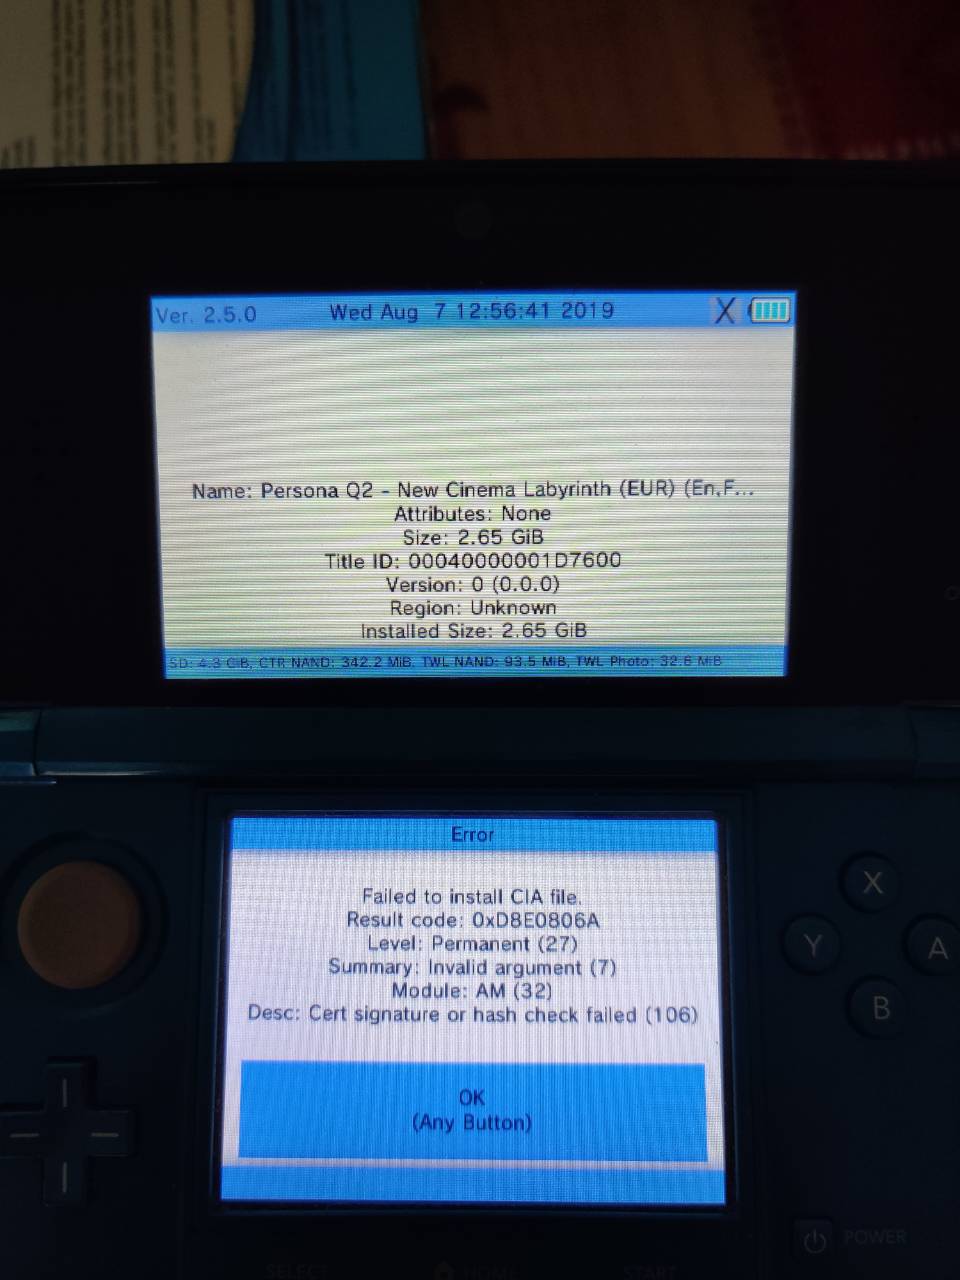 Ver. 2.5.0
Wed Aug 7 12:56:41 2019
Name: Persona Q2 - New Cinema Labyrinth (EUR) (En,F...
Attributes: None
Size: 2.65 GiB
Title ID: 00040000001D7600
Version: 0 (0.0.0)
Region: Unknown
Installed Size: 2.65 GiB
SD: 4.3 GiB, CTR NAND: 342.2 MiB, TWL NAND: 93.5 MiB, TWL Photo: 32.6 MiB
Error
Failed to install CIA file.
Result code: 0xD8E0806A
Level: Permanent (27)
Summary: Invalid argument (7)
Module: AM (32)
Desc: Cert signature or hash check failed (106)
OK
(Any Button)
X
Y
A
B
POWER
SELECT
HOME
START